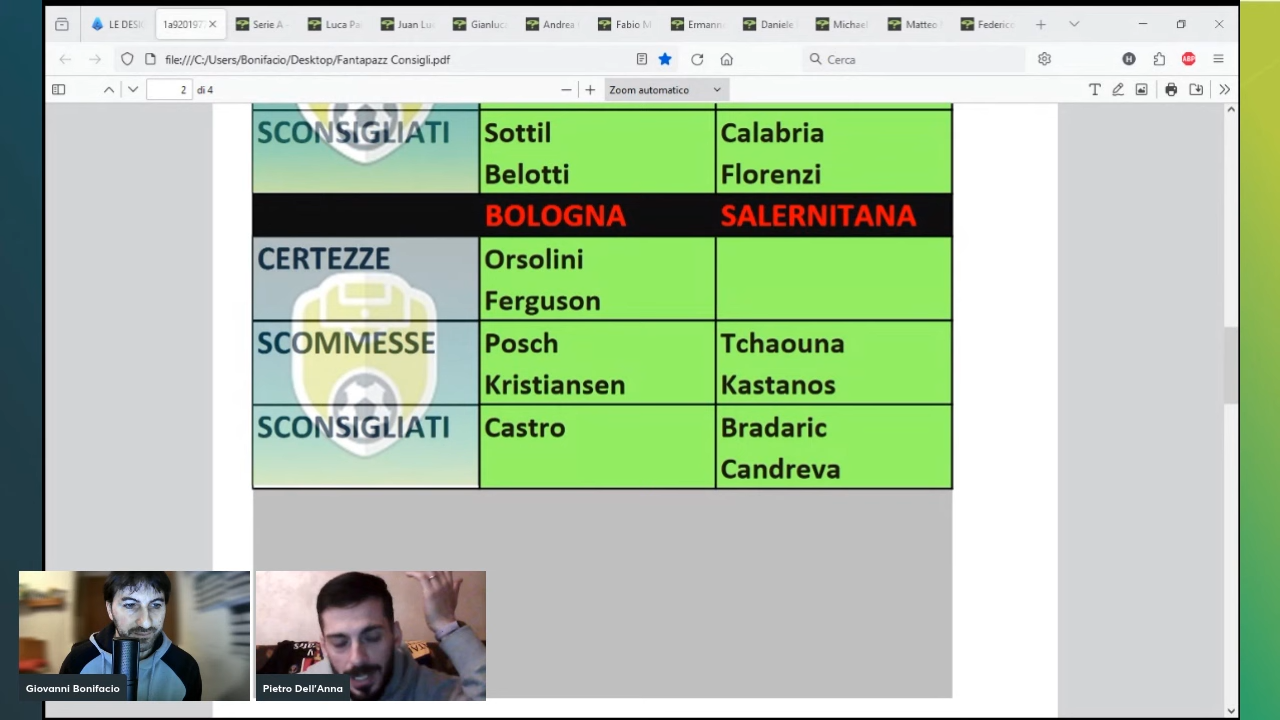 LE DESI
1a920197
Serie A -
Luca Pa
Juan Lu
Gianluc
Andrea
Fabio M
Ermann
Daniele
Michael
Matteo
Federico
file:///C:/Users/Bonifacio/Desktop/Fantapazz Consigli.pdf
Cerca
H
ABP
2 di 4
Zoom automatico
SCONSIGLIATI Sottil Calabria
Belotti Florenzi
BOLOGNA SALERNITANA
CERTEZZE Orsolini
Ferguson
SCOMMESSE Posch Tchaouna
Kristiansen Kastanos
SCONSIGLIATI Castro Bradaric
Candreva
Giovanni Bonifacio
Pietro Dell'Anna